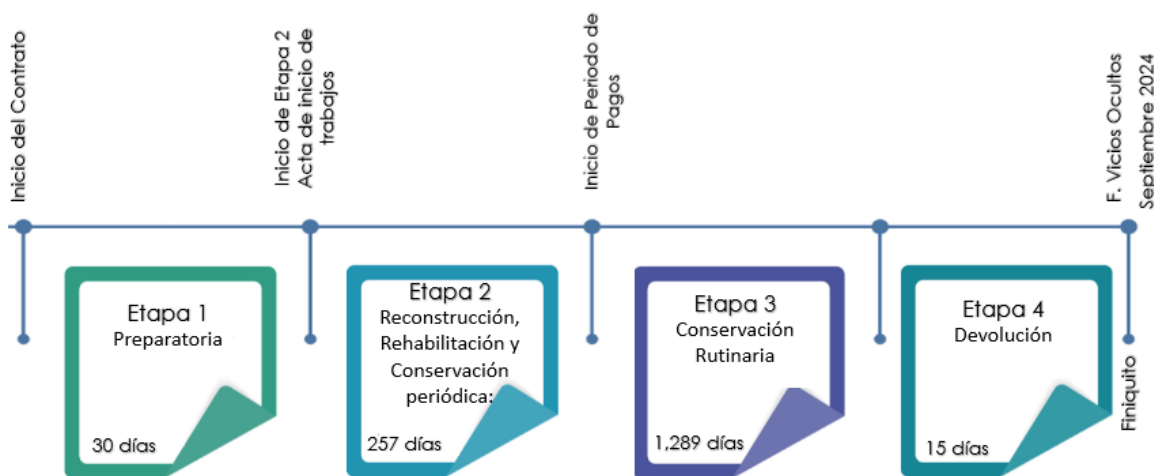 Inicio del Contrato
Inicio de Etapa 2
Acta de inicio de
trabajos
Inicio de Periodo de
Pagos
F. Vicios Ocultos
Septiembre 2024
Etapa 1
Preparatoria
30 días
Etapa 2
Reconstrucción,
Rehabilitación y
Conservación
periódica:
257 días
Etapa 3
Conservación
Rutinaria
1,289 días
Etapa 4
Devolución
15 días
Finiquito